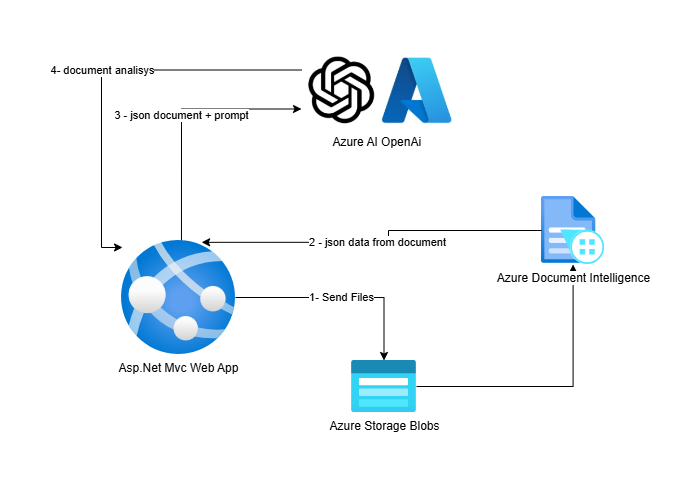 4- document analisys
3 - json document + prompt
Azure AI OpenAi
2 - json data from document
Azure Document Intelligence
1- Send Files
Asp.Net Mvc Web App
Azure Storage Blobs